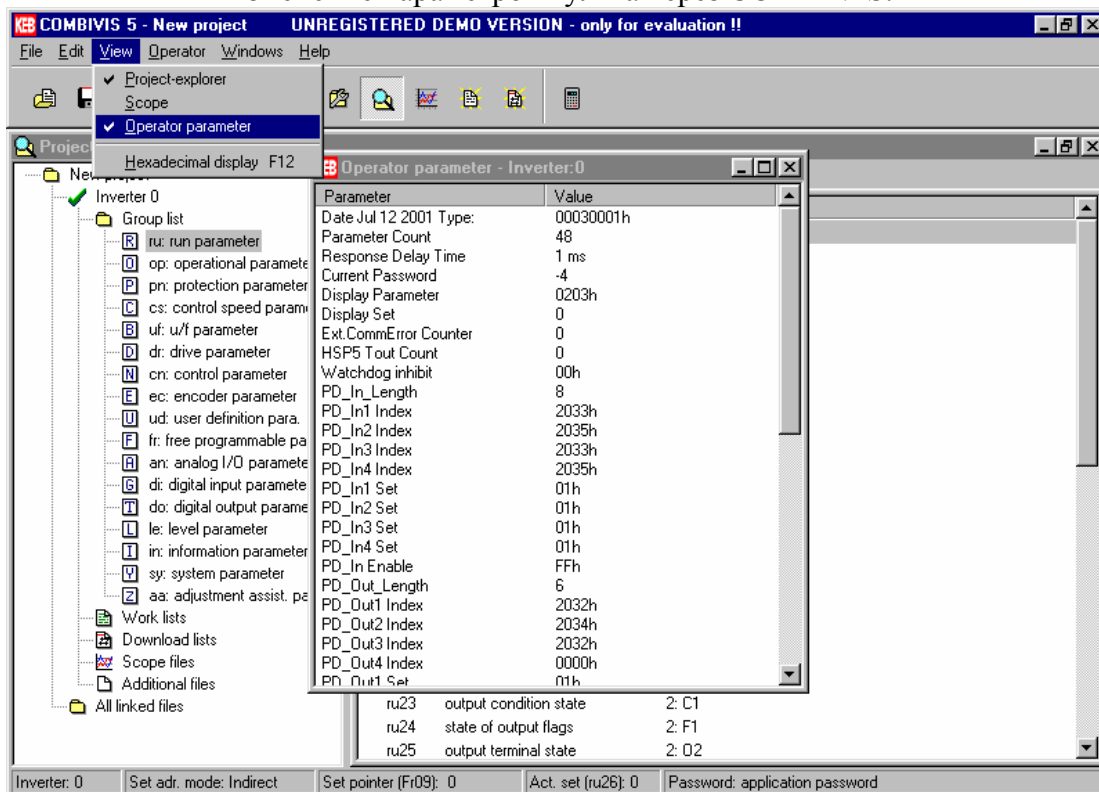 COMBIVIS 5 - New project UNREGISTERED DEMO VERSION - only for evaluation !!
File Edit View Operator Windows Help
Project-explorer
Scope
Operator parameter
Hexadecimal display F12
Inverter 0
Group list
R ru: run parameter
O op: operational paramete
P pn: protection parameter
C cs: control speed param
B uf: u/f parameter
D dr: drive parameter
N cn: control parameter
E ec: encoder parameter
U ud: user definition para.
F fr: free programmable pa
A an: analog I/O paramete
G di: digital input paramete
T do: digital output parame
L le: level parameter
I in: information parameter
Y sy: system parameter
Z aa: adjustment assist. pa
Work lists
Download lists
Scope files
Additional files
All linked files
Operator parameter - Inverter:0
Parameter Value
Date Jul 12 2001 Type: 00030001h
Parameter Count 48
Response Delay Time 1 ms
Current Password -4
Display Parameter 0203h
Display Set 0
Ext.CommError Counter 0
HSP5 Tout Count 0
Watchdog inhibit 00h
PD_In_Length 8
PD_In1 Index 2033h
PD_In2 Index 2035h
PD_In3 Index 2033h
PD_In4 Index 2035h
PD_In1 Set 01h
PD_In2 Set 01h
PD_In3 Set 01h
PD_In4 Set 01h
PD_In Enable FFh
PD_Out_Length 6
PD_Out1 Index 2032h
PD_Out2 Index 2034h
PD_Out3 Index 2032h
PD_Out4 Index 0000h
PD_Out1 Set 01h
ru23 output condition state 2: C1
ru24 state of output flags 2: F1
ru25 output terminal state 2: O2
Inverter: 0 Set adr. mode: Indirect Set pointer (Fr09): 0 Act. set (ru26): 0 Password: application password